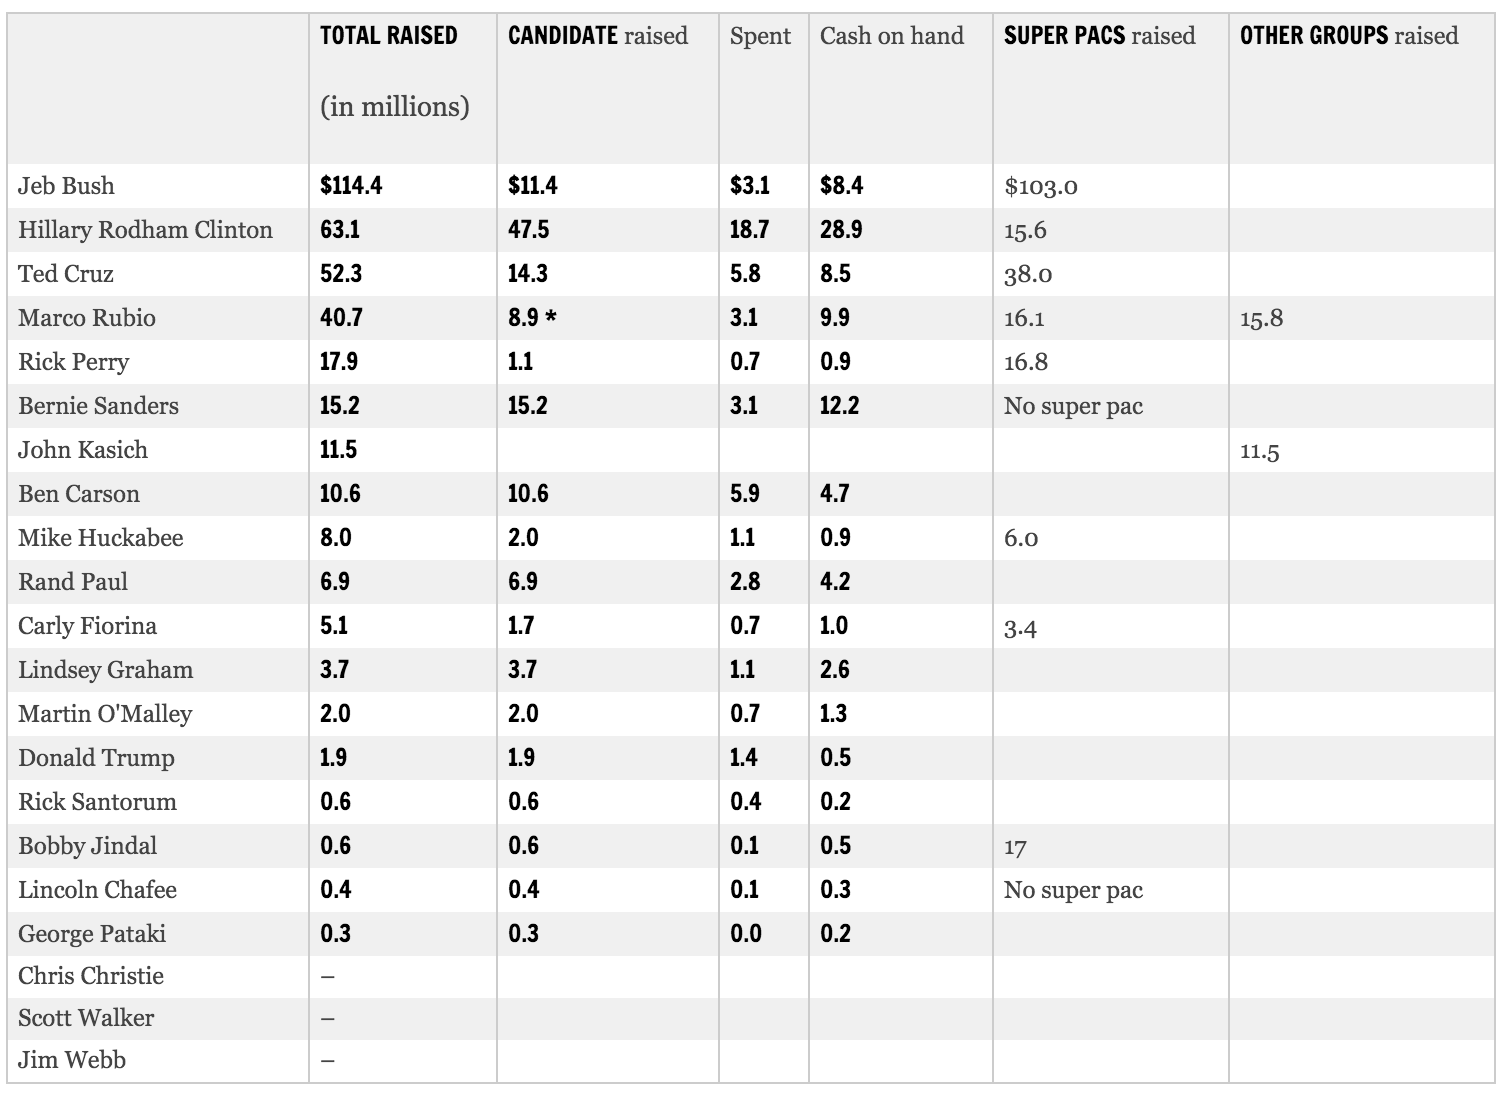 TOTAL RAISED CANDIDATE raised Spent Cash on hand SUPER PACS raised OTHER GROUPS raised
(in millions)
Jeb Bush $114.4 $11.4 $3.1 $8.4 $103.0
Hillary Rodham Clinton 63.1 47.5 18.7 28.9 15.6
Ted Cruz 52.3 14.3 5.8 8.5 38.0
Marco Rubio 40.7 8.9 * 3.1 9.9 16.1 15.8
Rick Perry 17.9 1.1 0.7 0.9 16.8
Bernie Sanders 15.2 15.2 3.1 12.2 No super pac
John Kasich 11.5 11.5
Ben Carson 10.6 10.6 5.9 4.7
Mike Huckabee 8.0 2.0 1.1 0.9 6.0
Rand Paul 6.9 6.9 2.8 4.2
Carly Fiorina 5.1 1.7 0.7 1.0 3.4
Lindsey Graham 3.7 3.7 1.1 2.6
Martin O'Malley 2.0 2.0 0.7 1.3
Donald Trump 1.9 1.9 1.4 0.5
Rick Santorum 0.6 0.6 0.4 0.2
Bobby Jindal 0.6 0.6 0.1 0.5 17
Lincoln Chafee 0.4 0.4 0.1 0.3 No super pac
George Pataki 0.3 0.3 0.0 0.2
Chris Christie –
Scott Walker –
Jim Webb –